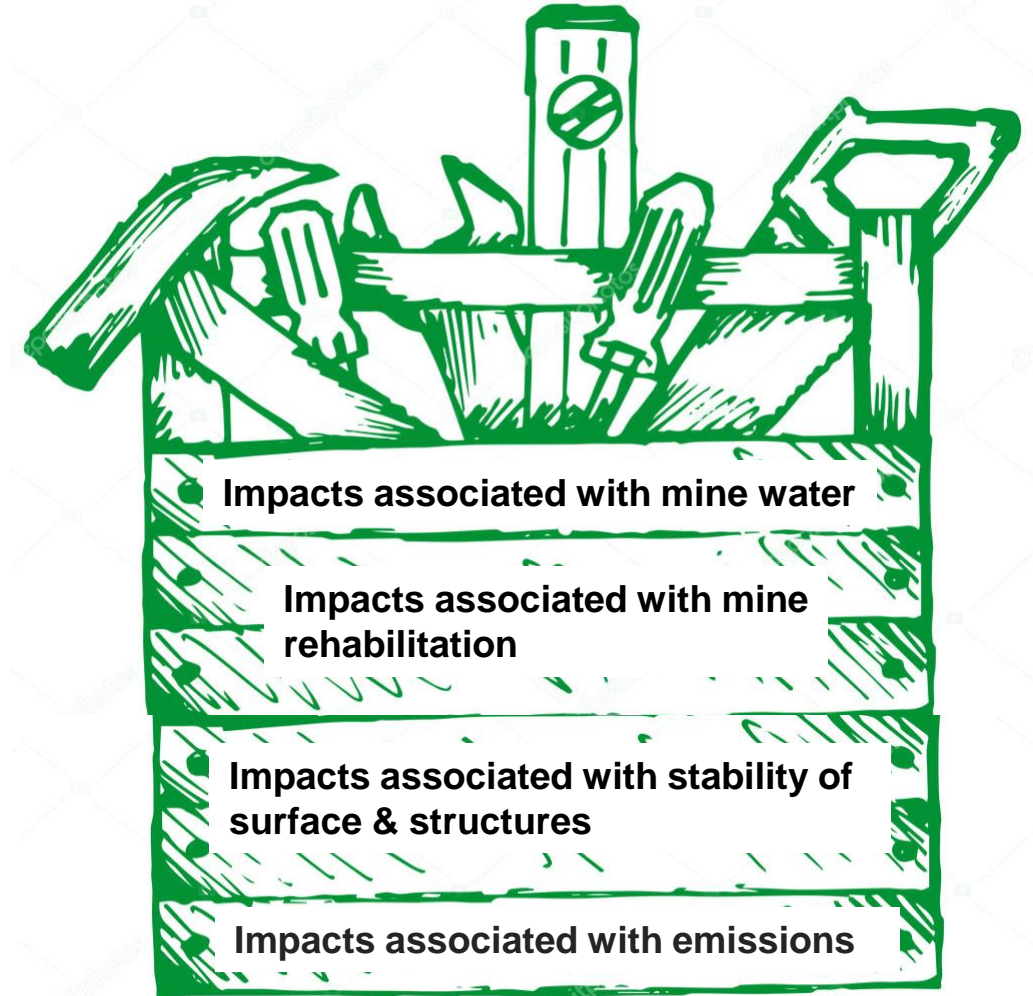 Impacts associated with mine water
Impacts associated with mine
rehabilitation
Impacts associated with stability of
surface & structures
Impacts associated with emissions